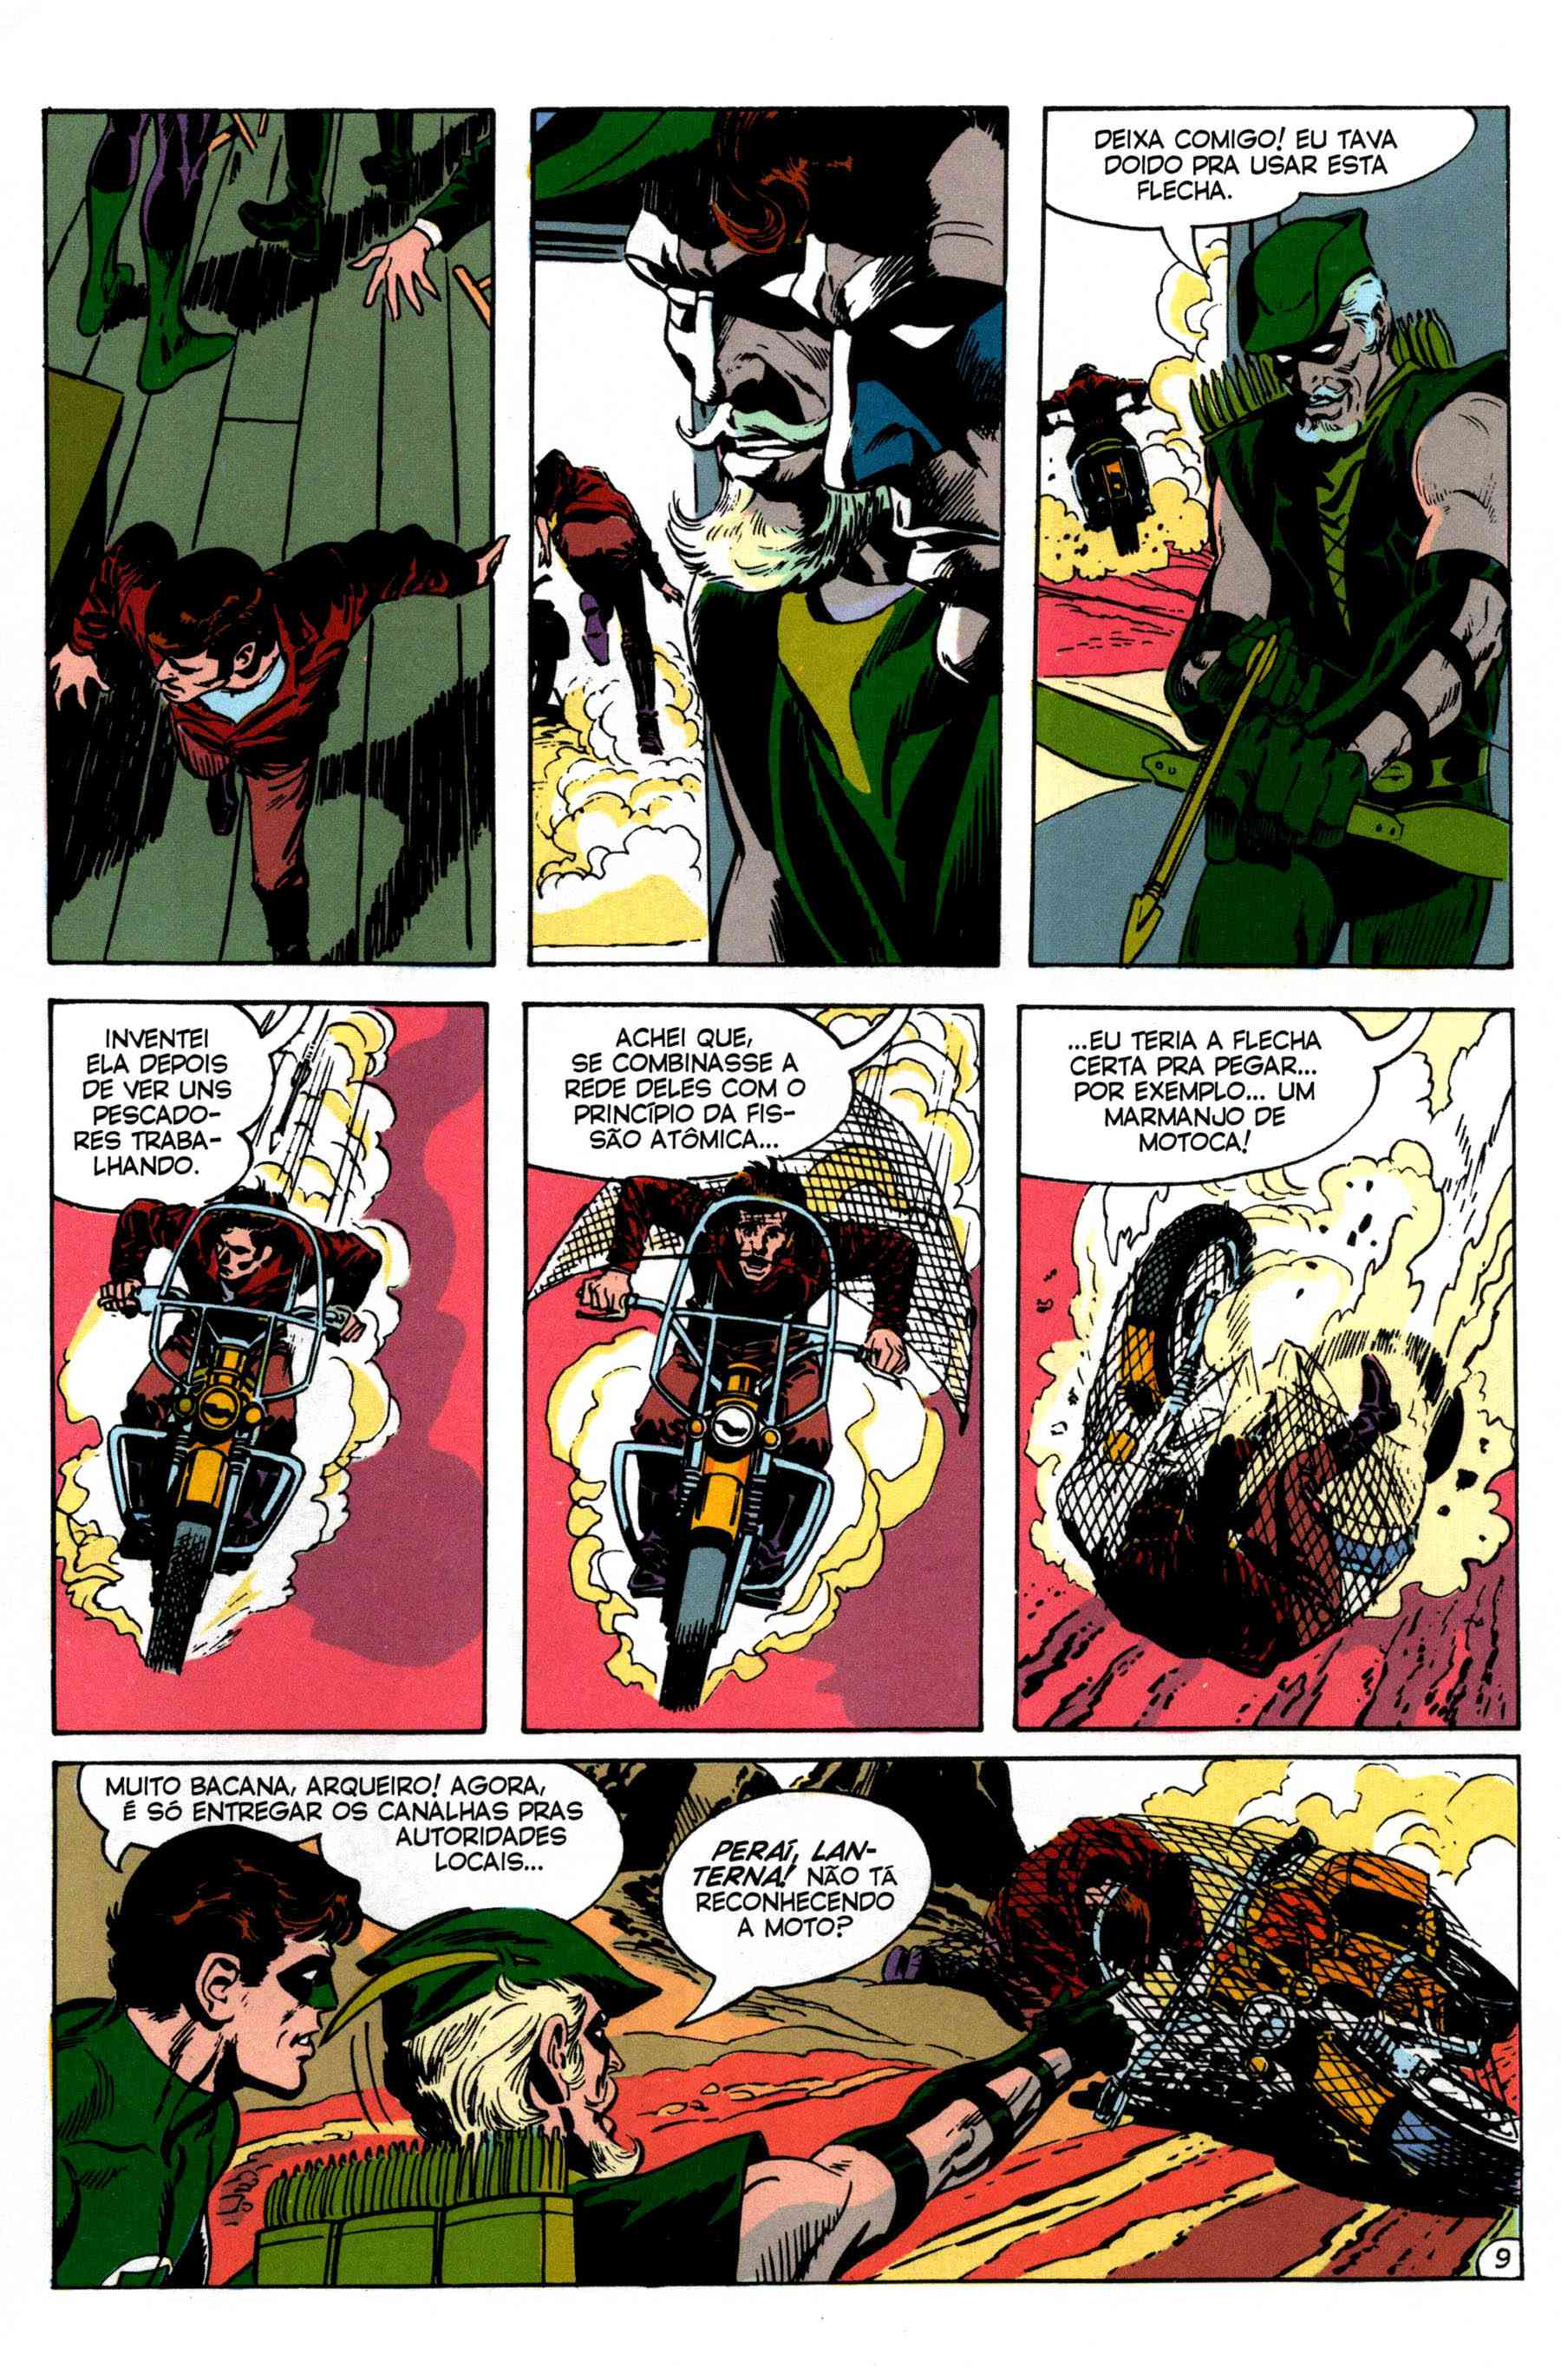 DEIXA COMIGO! EU TAVA
DOIDO PRA USAR ESTA
FLECHA.
INVENTEI
ELA DEPOIS
DE VER UNS
PESCADO-
RES TRABA-
LHANDO.
ACHEI QUE,
SE COMBINASSE A
REDE DELES COM O
PRINCÍPIO DA FIS-
SÃO ATÔMICA...
...EU TERIA A FLECHA
CERTA PRA PEGAR...
POR EXEMPLO... UM
MARMANJO DE
MOTOCA!
MUITO BACANA, ARQUEIRO! AGORA,
É SÓ ENTREGAR OS CANALHAS PRAS
AUTORIDADES
LOCAIS...
PERAÍ, LAN-
TERNA! NÃO TÁ
RECONHECENDO
A MOTO?
9